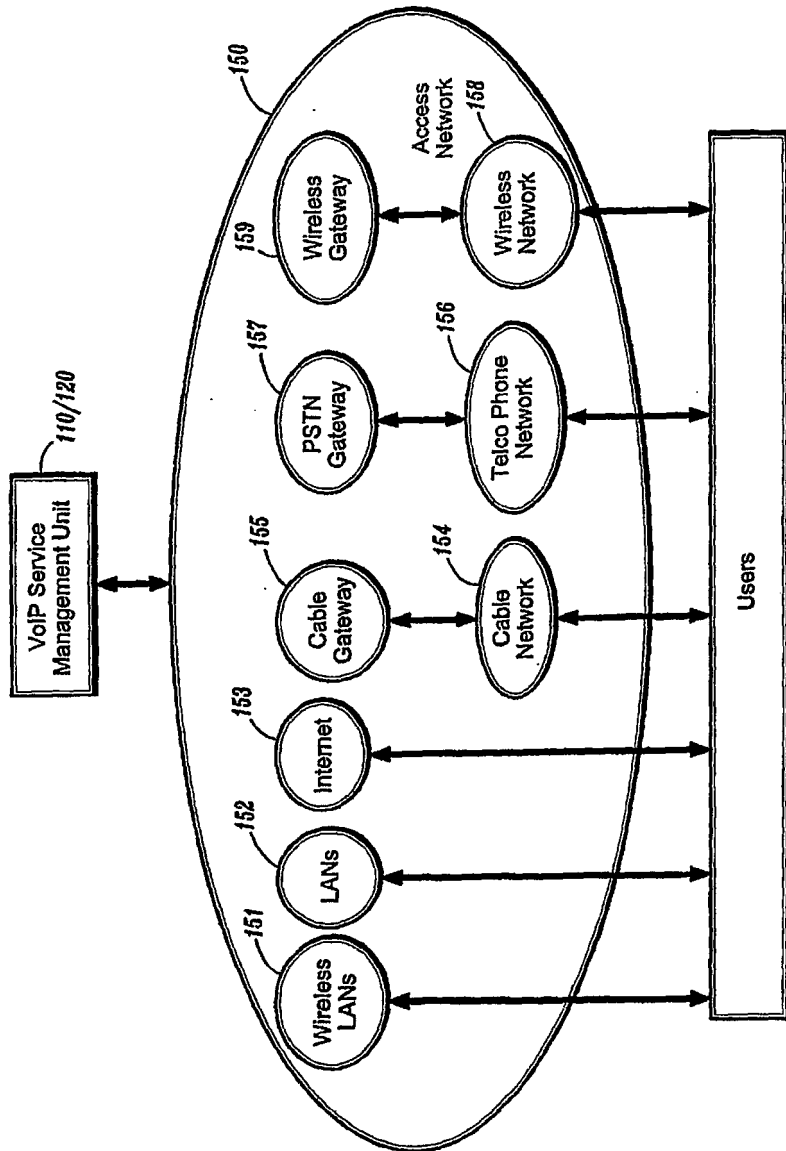 110/120
VoIP Service
Management Unit
150
151
Wireless
LANs
152
LANs
153
Internet
155
Cable
Gateway
157
PSTN
Gateway
159
Wireless
Gateway
Access
Network
154
Cable
Network
156
Telco Phone
Network
158
Wireless
Network
Users